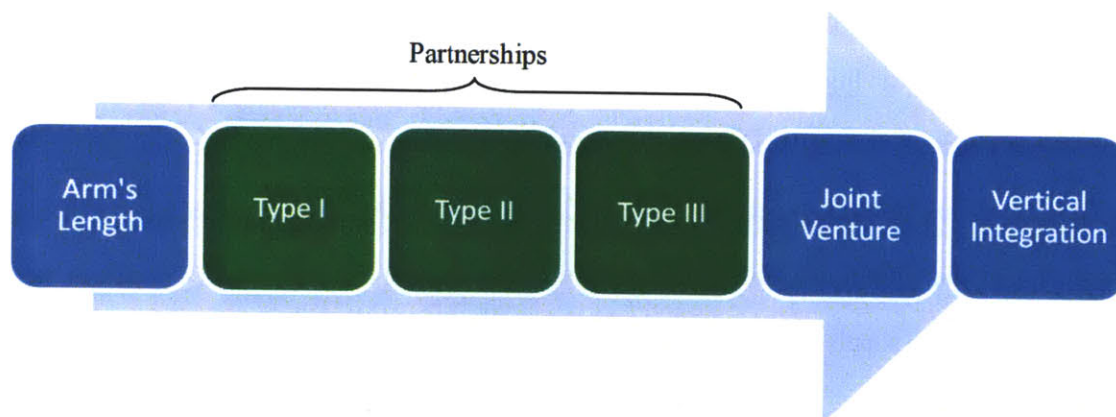 Partnerships
Arm's
Length
Type I
Type II
Type III
Joint
Venture
Vertical
Integration